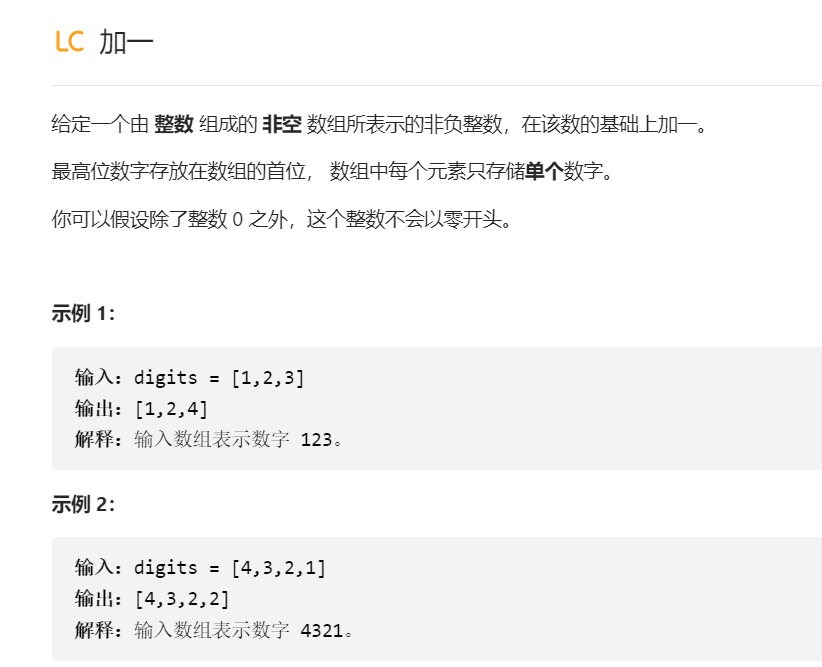 LC 加一
给定一个由 整数 组成的 非空 数组所表示的非负整数，在该数的基础上加一。
最高位数字存放在数组的首位， 数组中每个元素只存储单个数字。
你可以假设除了整数 0 之外，这个整数不会以零开头。
示例 1：
输入：digits = [1,2,3]
输出：[1,2,4]
解释：输入数组表示数字 123。
示例 2：
输入：digits = [4,3,2,1]
输出：[4,3,2,2]
解释：输入数组表示数字 4321。